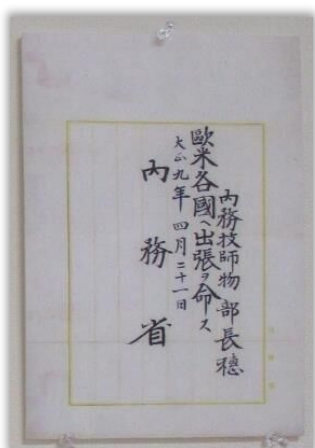 内務技師物部長穗
歐米各國ヘ出張ヲ命ス
大正九年四月二十一日
内務省